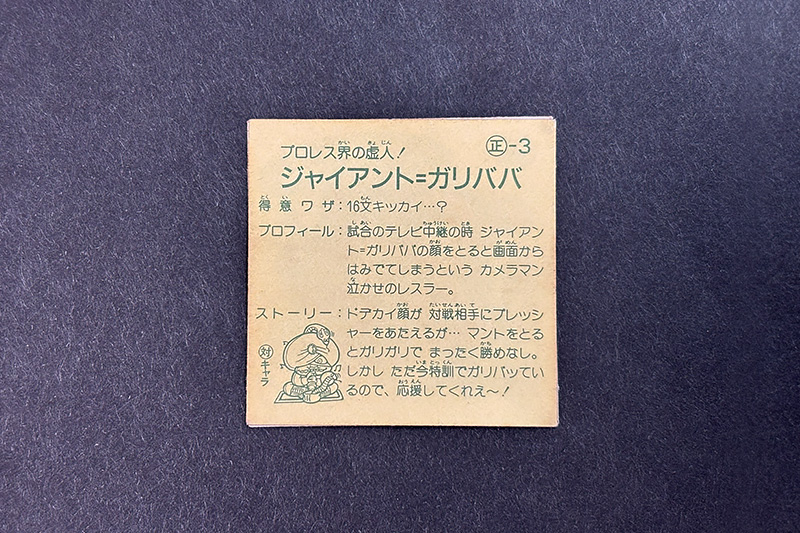 プロレス界の虚人！ ㊣-3
ジャイアント=ガリババ
得意ワザ：16文キッカイ…？
プロフィール：試合のテレビ中継の時 ジャイアン
ト=ガリババの顔をとると画面から
はみでてしまうという カメラマン
泣かせのレスラー。
ストーリー：ドデカイ顔が 対戦相手にプレッシ
ャーをあたえるが… マントをとる
とガリガリで まったく勝めなし。
しかし ただ今特訓でガリバッてい
るので、応援してくれえ〜！
対キャラ